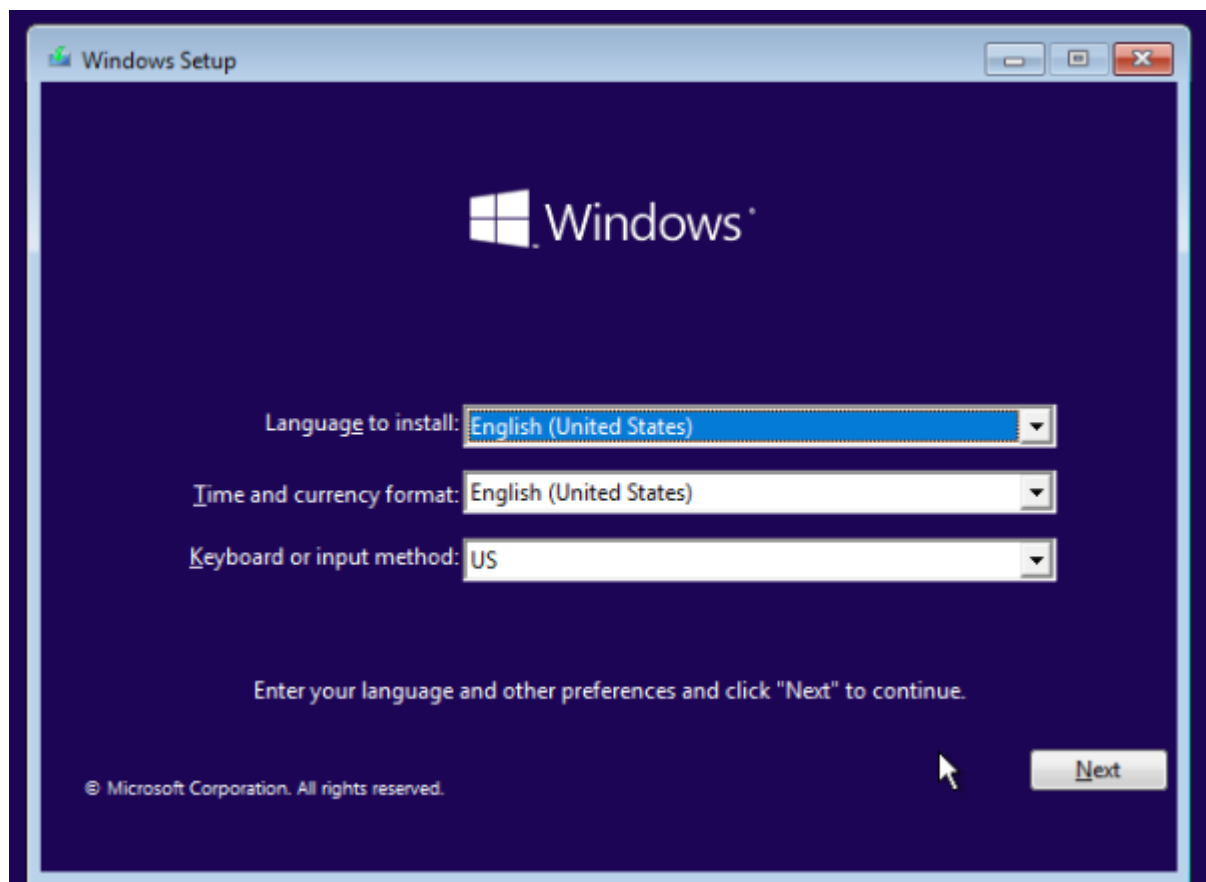 Windows Setup
Windows
Language to install: English (United States)
Time and currency format: English (United States)
Keyboard or input method: US
Enter your language and other preferences and click "Next" to continue.
Next
© Microsoft Corporation. All rights reserved.